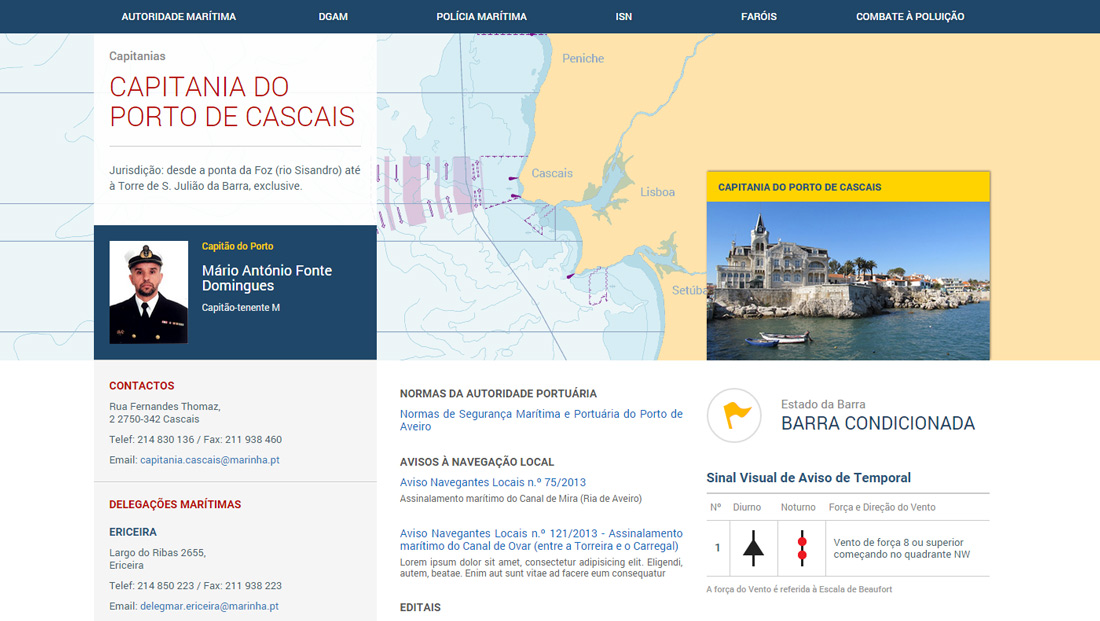 AUTORIDADE MARÍTIMA DGAM POLÍCIA MARÍTIMA ISN FARÓIS COMBATE À POLUIÇÃO
Capitanias
CAPITANIA DO
PORTO DE CASCAIS
Jurisdição: desde a ponta da Foz (rio Sisandro) até
à Torre de S. Julião da Barra, exclusive.
Peniche
Cascais
Lisboa
Setúba
CAPITANIA DO PORTO DE CASCAIS
Capitão do Porto
Mário António Fonte
Domingues
Capitão-tenente M
CONTACTOS
Rua Fernandes Thomaz,
2 2750-342 Cascais
Telef: 214 830 136 / Fax: 211 938 460
Email: capitania.cascais@marinha.pt
DELEGAÇÕES MARÍTIMAS
ERICEIRA
Largo do Ribas 2655,
Ericeira
Telef: 214 850 223 / Fax: 211 938 223
Email: delegmar.ericeira@marinha.pt
NORMAS DA AUTORIDADE PORTUÁRIA
Normas de Segurança Marítima e Portuária do Porto de
Aveiro
AVISOS À NAVEGAÇÃO LOCAL
Aviso Navegantes Locais n.º 75/2013
Assinalamento marítimo do Canal de Mira (Ria de Aveiro)
Aviso Navegantes Locais n.º 121/2013 - Assinalamento
marítimo do Canal de Ovar (entre a Torreira e o Carregal)
Lorem ipsum dolor sit amet, consectetur adipisicing elit. Eligendi,
autem, beatae. Enim aut sunt vitae ad facere eum consequatur
EDITAIS
Estado da Barra
BARRA CONDICIONADA
Sinal Visual de Aviso de Temporal
Nº Diurno Noturno Força e Direção do Vento
1 Vento de força 8 ou superior
começando no quadrante NW
A força do Vento é referida à Escala de Beaufort